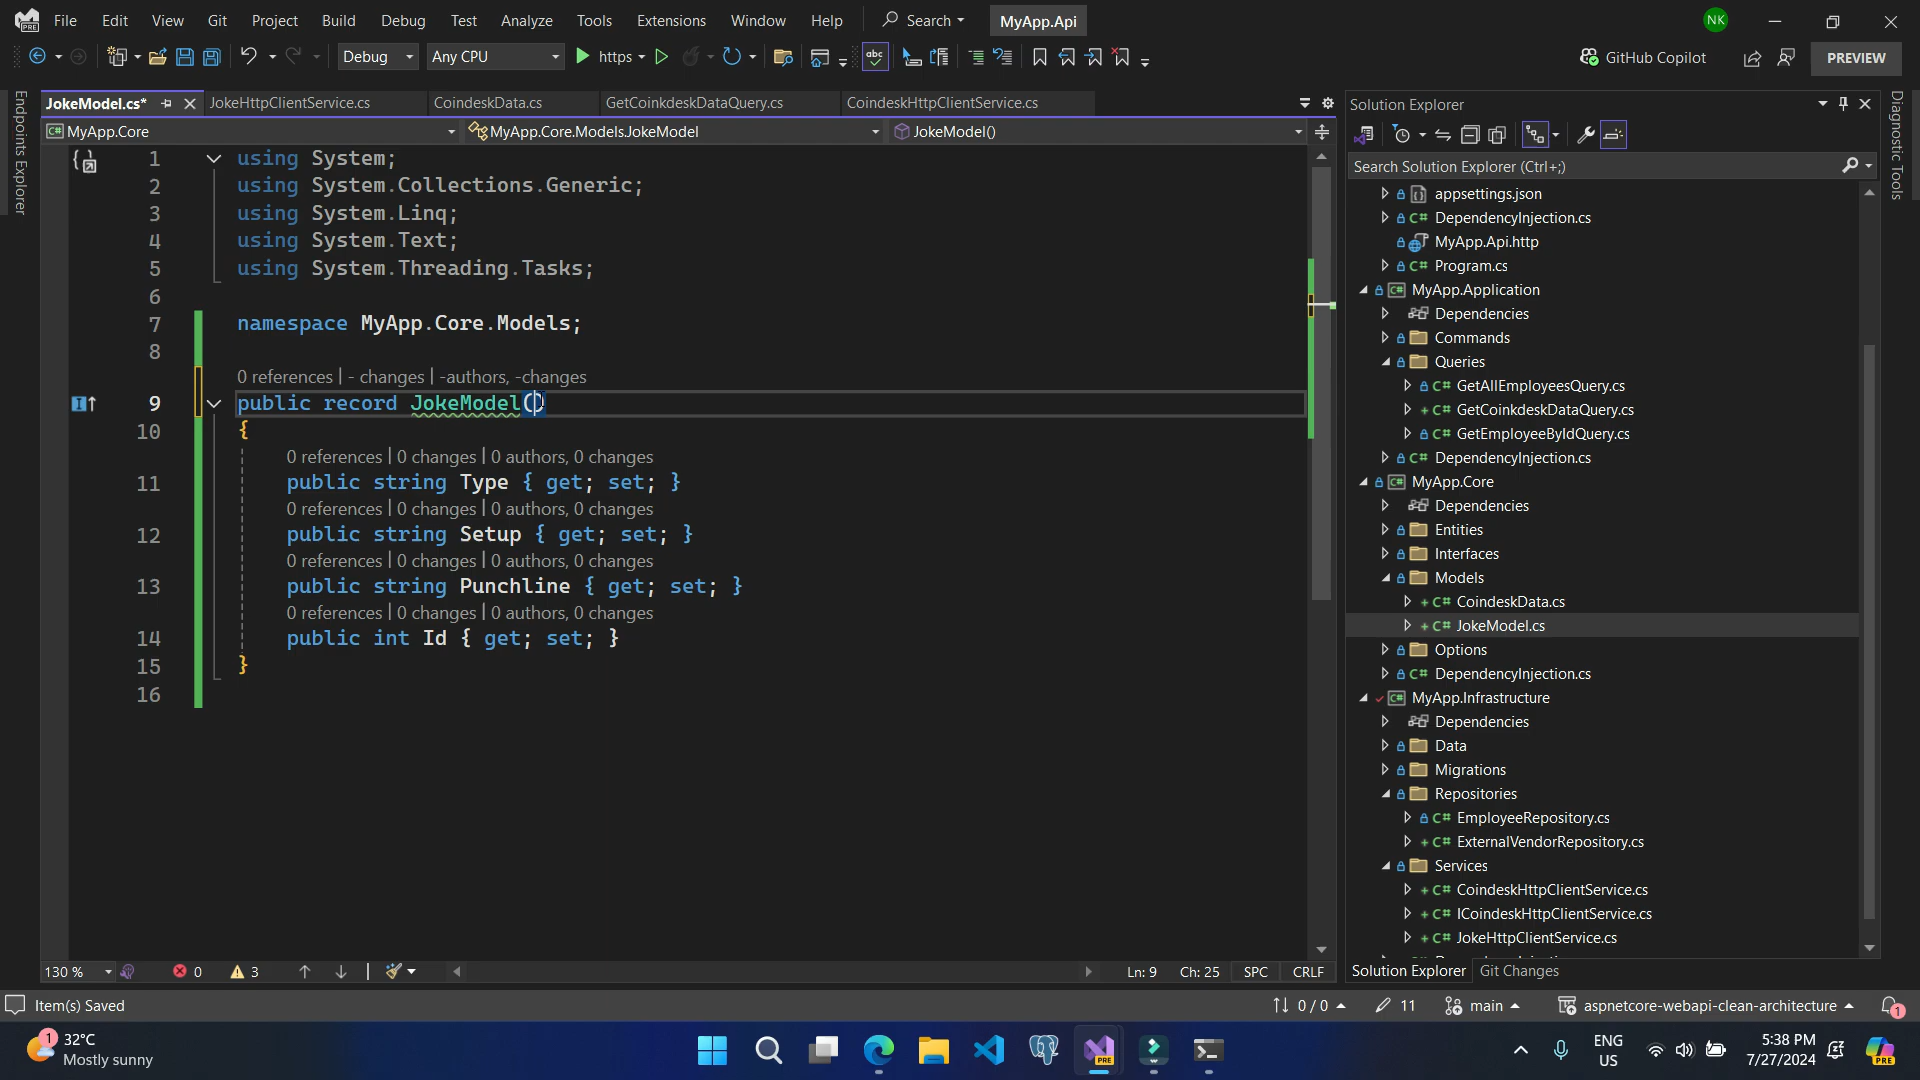 File Edit View Git Project Build Debug Test Analyze Tools Extensions Window Help Search MyApp.Api NK
Debug Any CPU https abc GitHub Copilot PREVIEW
Endpoints Explorer
JokeModel.cs* JokeHttpClientService.cs CoindeskData.cs GetCoinkdeskDataQuery.cs CoindeskHttpClientService.cs
MyApp.Core MyApp.Core.Models.JokeModel JokeModel()
1 using System;
2 using System.Collections.Generic;
3 using System.Linq;
4 using System.Text;
5 using System.Threading.Tasks;
6
7 namespace MyApp.Core.Models;
8
0 references | - changes | -authors, -changes
9 public record JokeModel()
10 {
0 references | 0 changes | 0 authors, 0 changes
11 public string Type { get; set; }
0 references | 0 changes | 0 authors, 0 changes
12 public string Setup { get; set; }
0 references | 0 changes | 0 authors, 0 changes
13 public string Punchline { get; set; }
0 references | 0 changes | 0 authors, 0 changes
14 public int Id { get; set; }
15 }
16
130 % 0 3 Ln: 9 Ch: 25 SPC CRLF
Solution Explorer
Search Solution Explorer (Ctrl+;)
appsettings.json
C# DependencyInjection.cs
MyApp.Api.http
C# Program.cs
C# MyApp.Application
Dependencies
Commands
Queries
C# GetAllEmployeesQuery.cs
C# GetCoinkdeskDataQuery.cs
C# GetEmployeeByIdQuery.cs
C# DependencyInjection.cs
C# MyApp.Core
Dependencies
Entities
Interfaces
Models
C# CoindeskData.cs
C# JokeModel.cs
Options
C# DependencyInjection.cs
C# MyApp.Infrastructure
Dependencies
Data
Migrations
Repositories
C# EmployeeRepository.cs
C# ExternalVendorRepository.cs
Services
C# CoindeskHttpClientService.cs
C# ICoindeskHttpClientService.cs
C# JokeHttpClientService.cs
Solution Explorer Git Changes
Diagnostic Tools
Item(s) Saved 0 / 0 11 main aspnetcore-webapi-clean-architecture 1
1 32°C
Mostly sunny
PRE
ENG
US
5:38 PM
7/27/2024
PRE